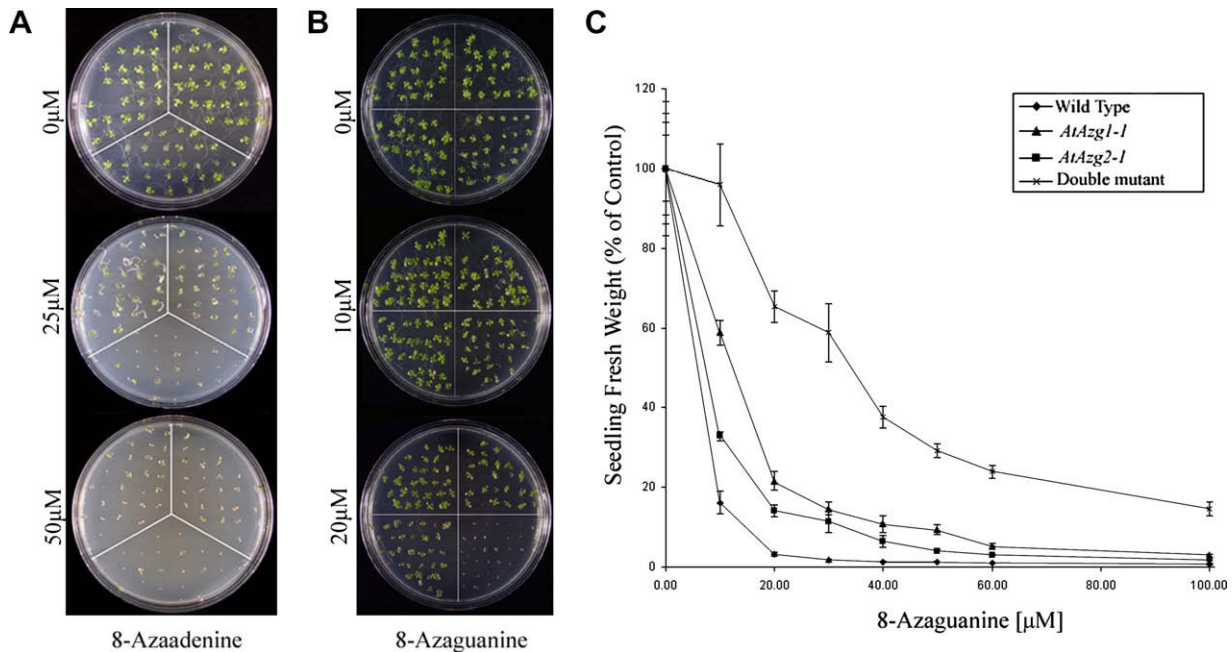 A
0μM
25μM
50μM
8-Azaadenine
B
0μM
10μM
20μM
8-Azaguanine
C
Seedling Fresh Weight (% of Control)
120
100
80
60
40
20
0
0.00 20.00 40.00 60.00 80.00 100.00
8-Azaguanine [μM]
Wild Type
AtAzg1-1
AtAzg2-1
Double mutant